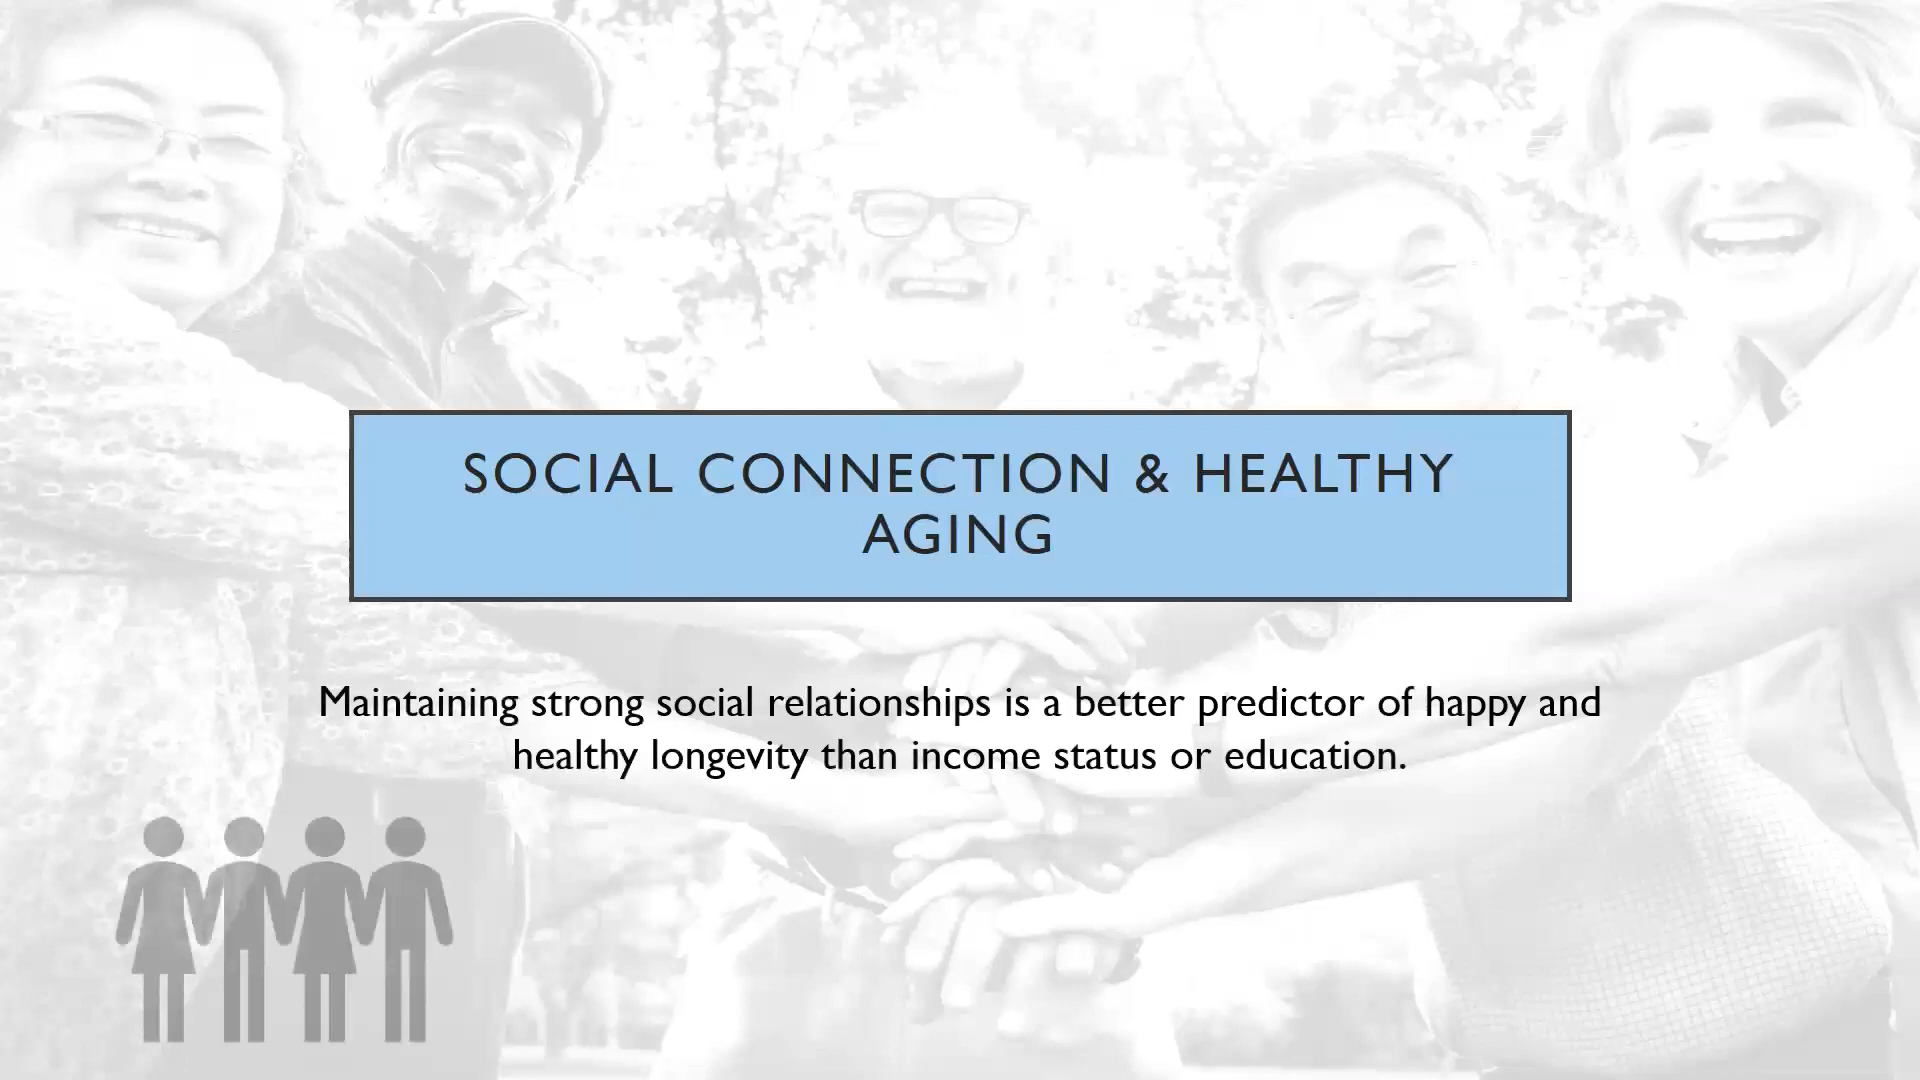 SOCIAL CONNECTION & HEALTHY
AGING
Maintaining strong social relationships is a better predictor of happy and
healthy longevity than income status or education.